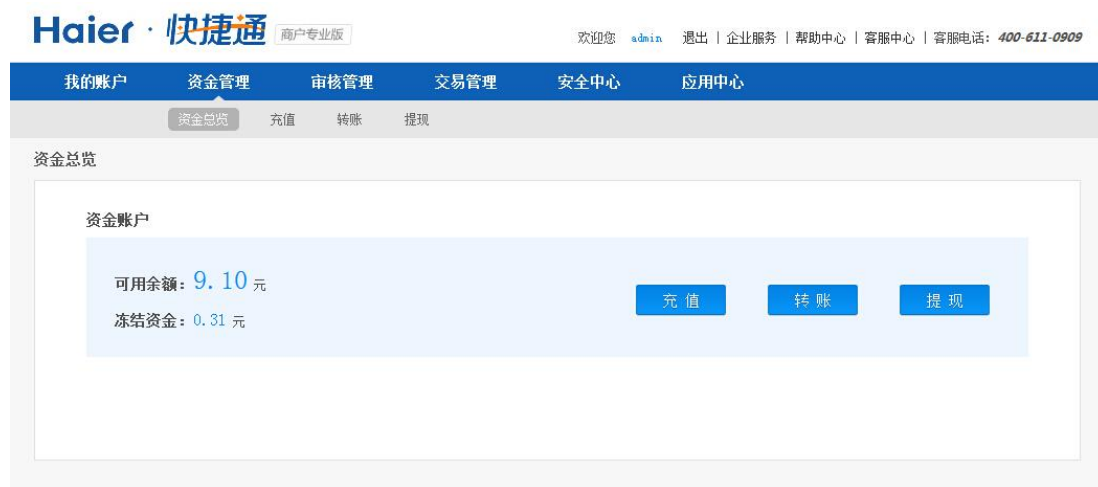 Haier · 快捷通 商户专业版 欢迎您 admin 退出 | 企业服务 | 帮助中心 | 客服中心 | 客服电话: 400-611-0909
我的账户 资金管理 审核管理 交易管理 安全中心 应用中心
资金总览 充值 转账 提现
资金总览
资金账户
可用余额: 9.10 元
冻结资金: 0.31 元
充 值 转 账 提 现